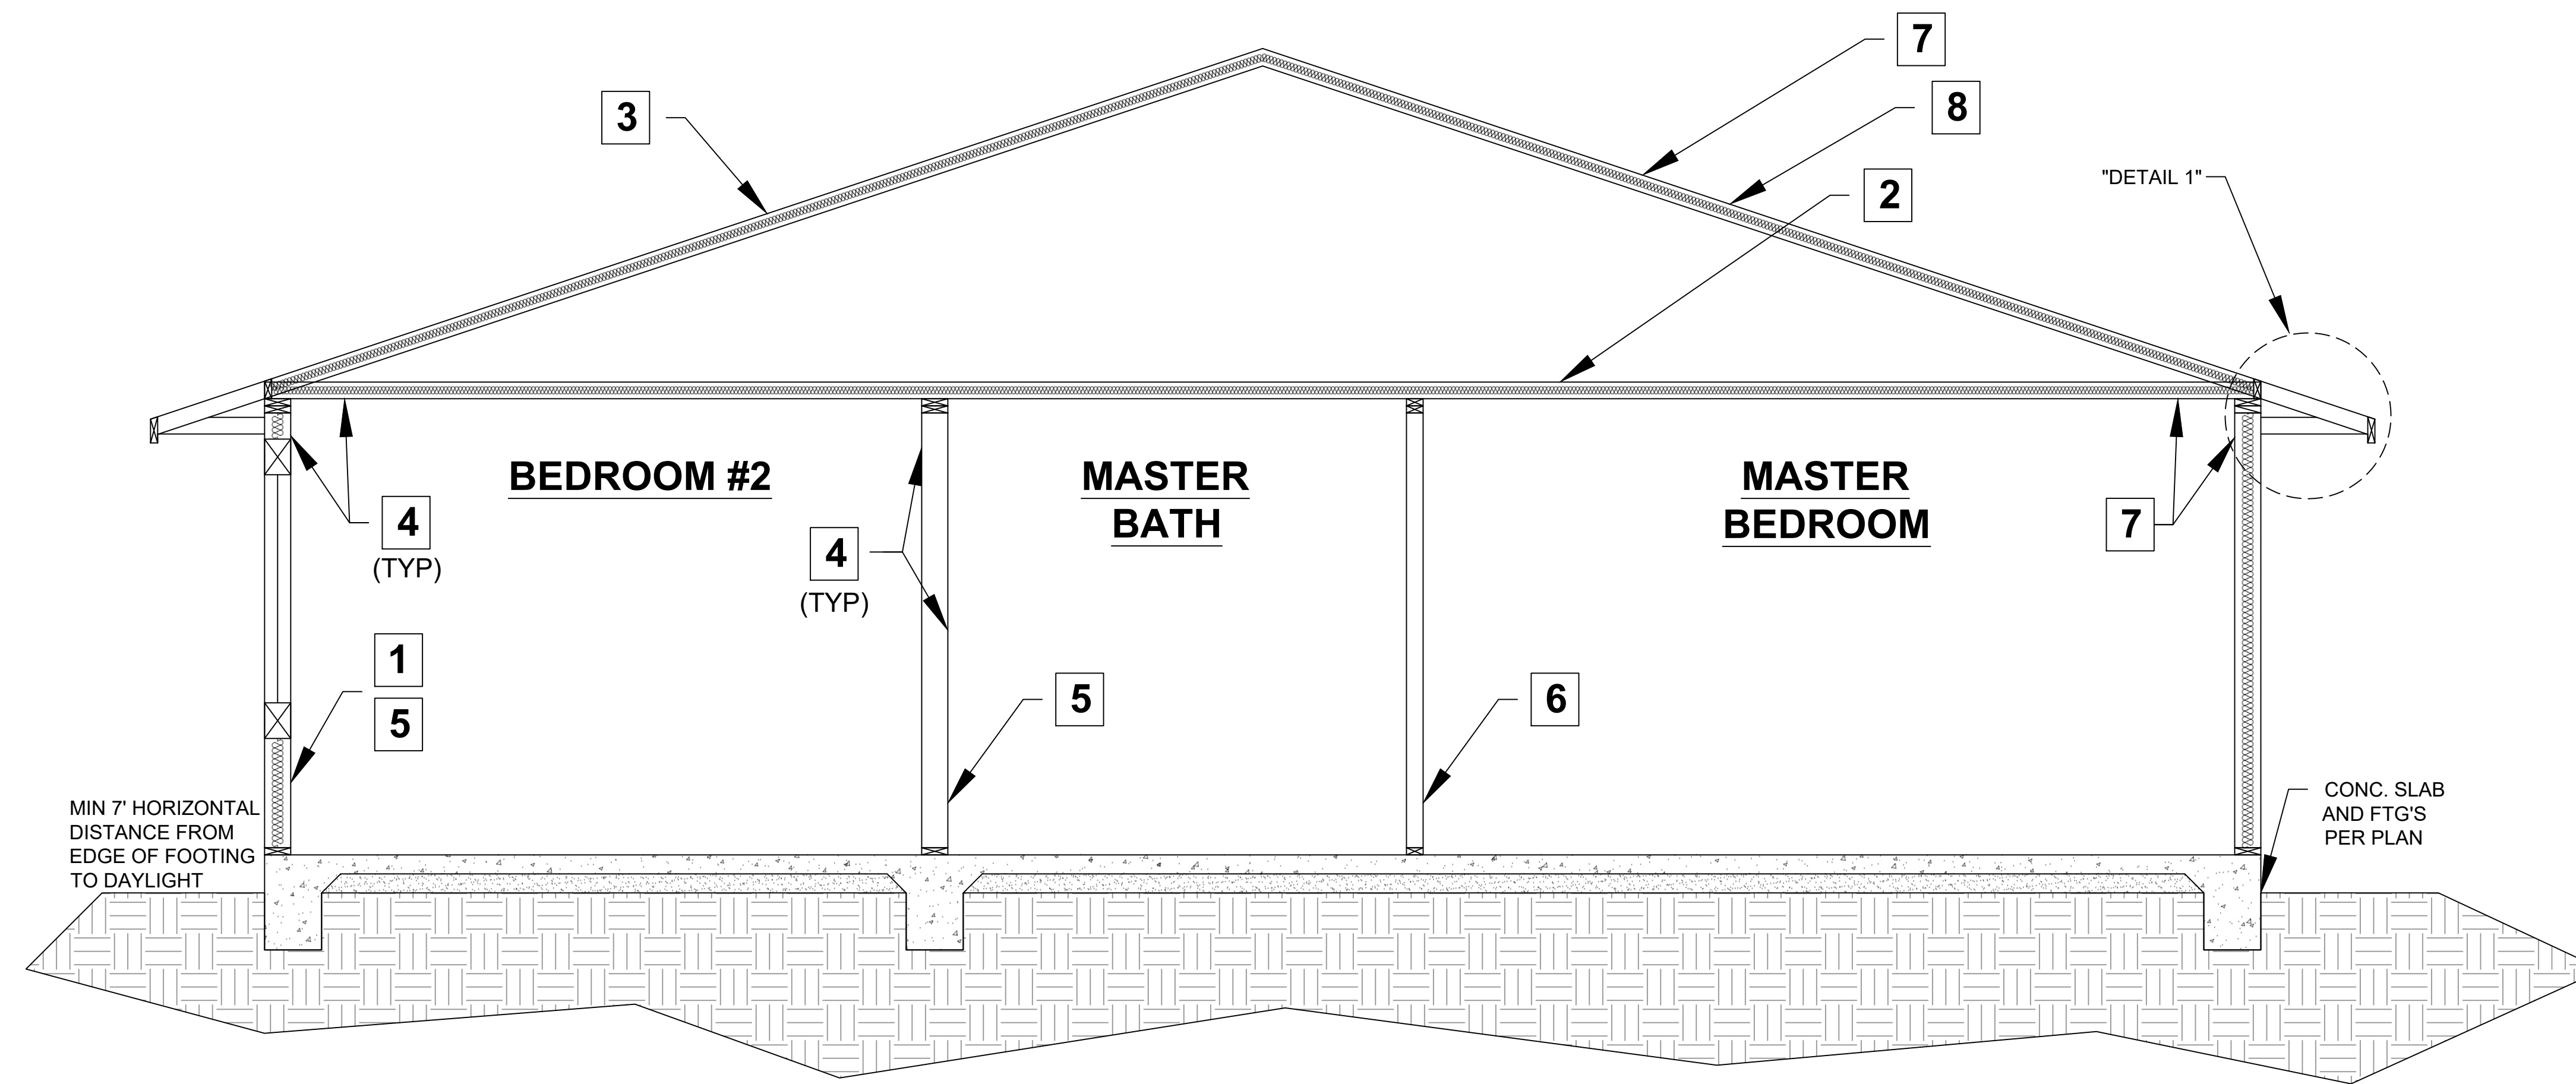 7
3
8
"DETAIL 1"
2
BEDROOM #2
MASTER
BATH
MASTER
BEDROOM
4
(TYP)
4
(TYP)
7
1
5
5
6
MIN 7' HORIZONTAL
DISTANCE FROM
EDGE OF FOOTING
TO DAYLIGHT
CONC. SLAB
AND FTG'S
PER PLAN